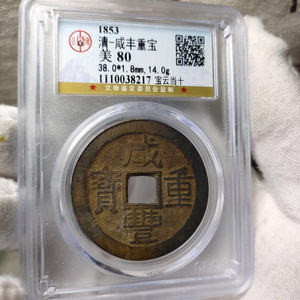 1853
清-咸丰重宝
美 80
38.0*1.8mm,14.0g
1110038217 宝云当十
★文物鉴定委员会监制★
咸
寶 重
豐